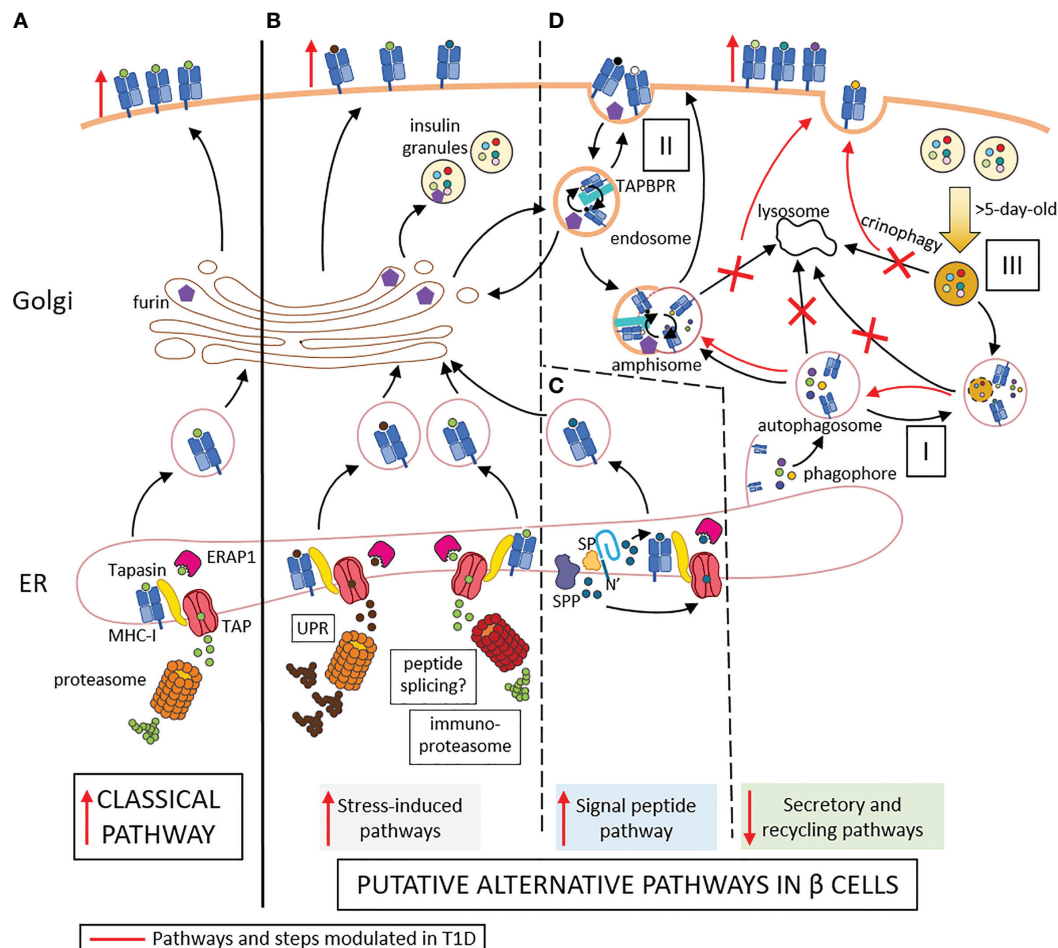 A
B
D
insulin
granules
II
TAPBPR
endosome
lysosome
crinophagy
>5-day-old
III
Golgi
furin
amphisome
C
autophagosome
I
phagophore
ER
Tapasin
ERAP1
MHC-I
TAP
proteasome
UPR
peptide
splicing?
immuno-
proteasome
SP
N'
SPP
CLASSICAL
PATHWAY
Stress-induced
pathways
Signal peptide
pathway
Secretory and
recycling pathways
PUTATIVE ALTERNATIVE PATHWAYS IN β CELLS
Pathways and steps modulated in T1D